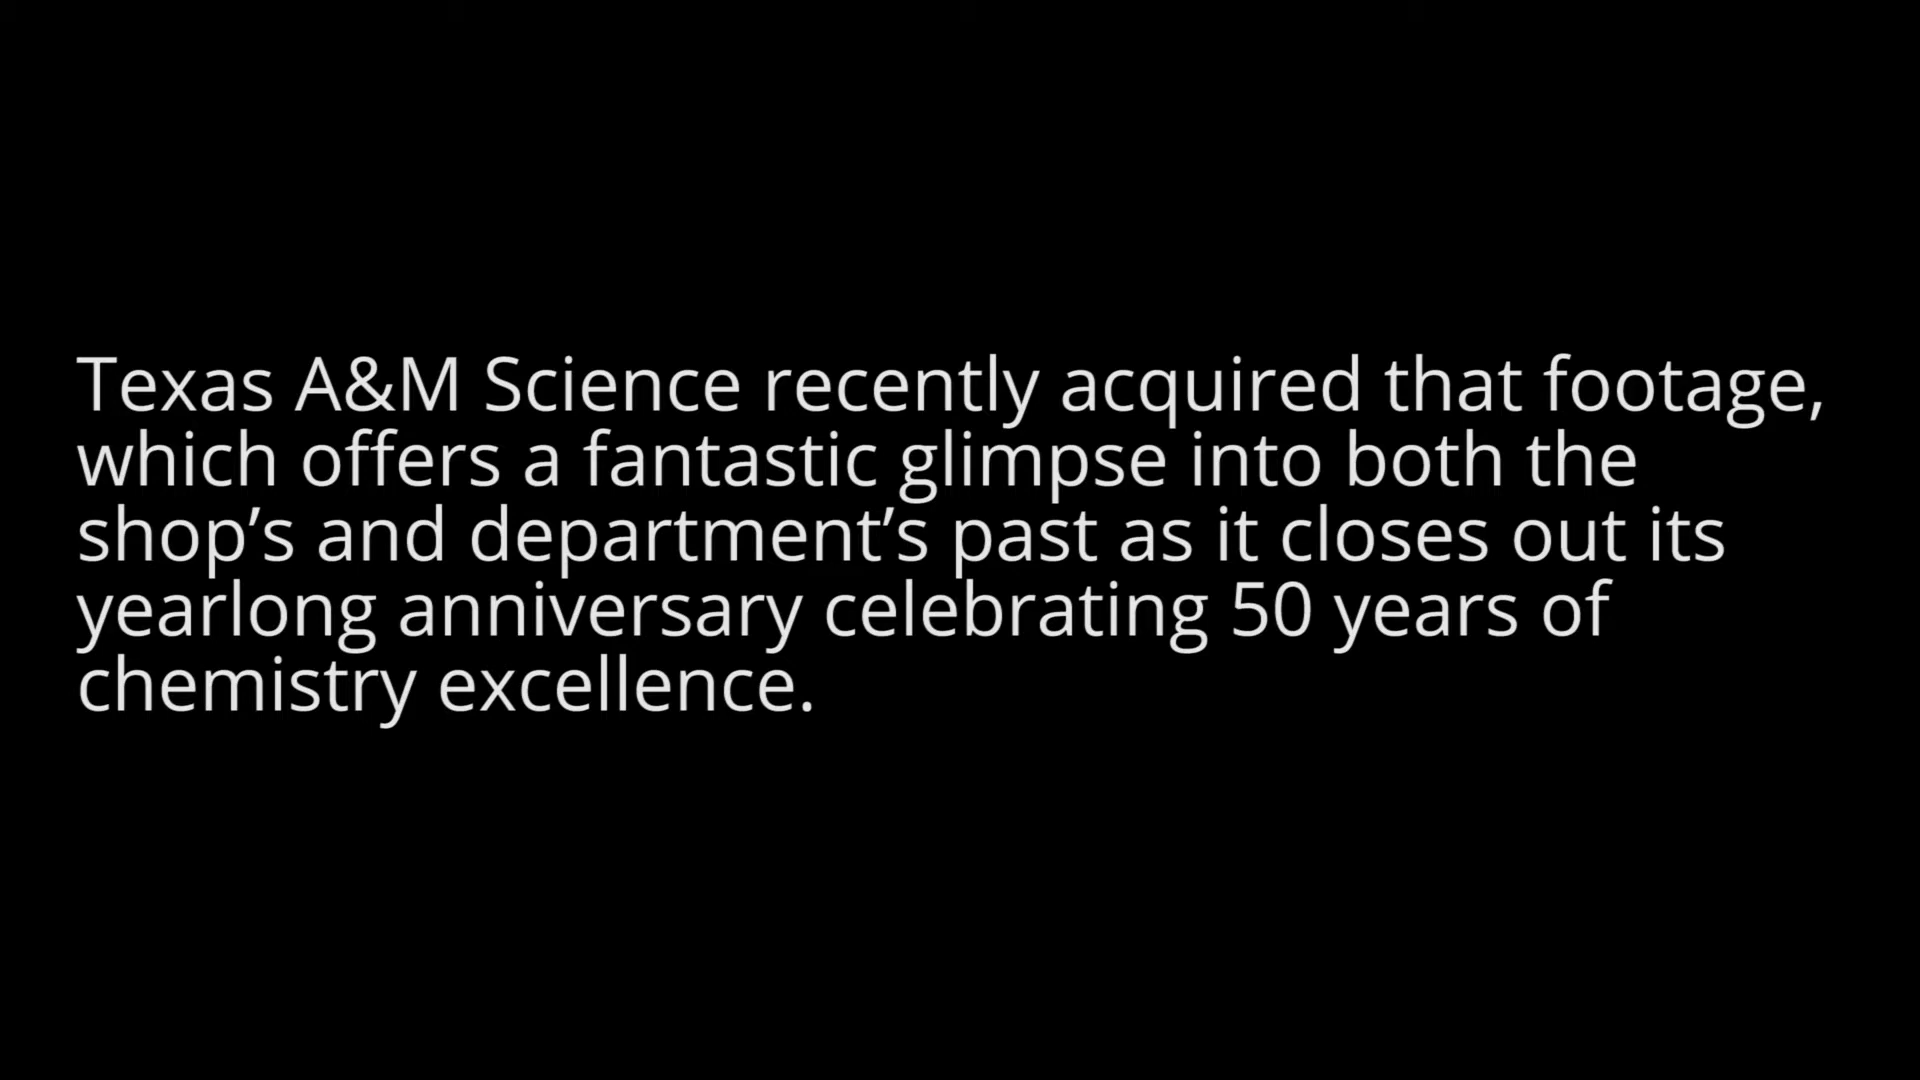 Texas A&M Science recently acquired that footage,
which offers a fantastic glimpse into both the
shop’s and department’s past as it closes out its
yearlong anniversary celebrating 50 years of
chemistry excellence.